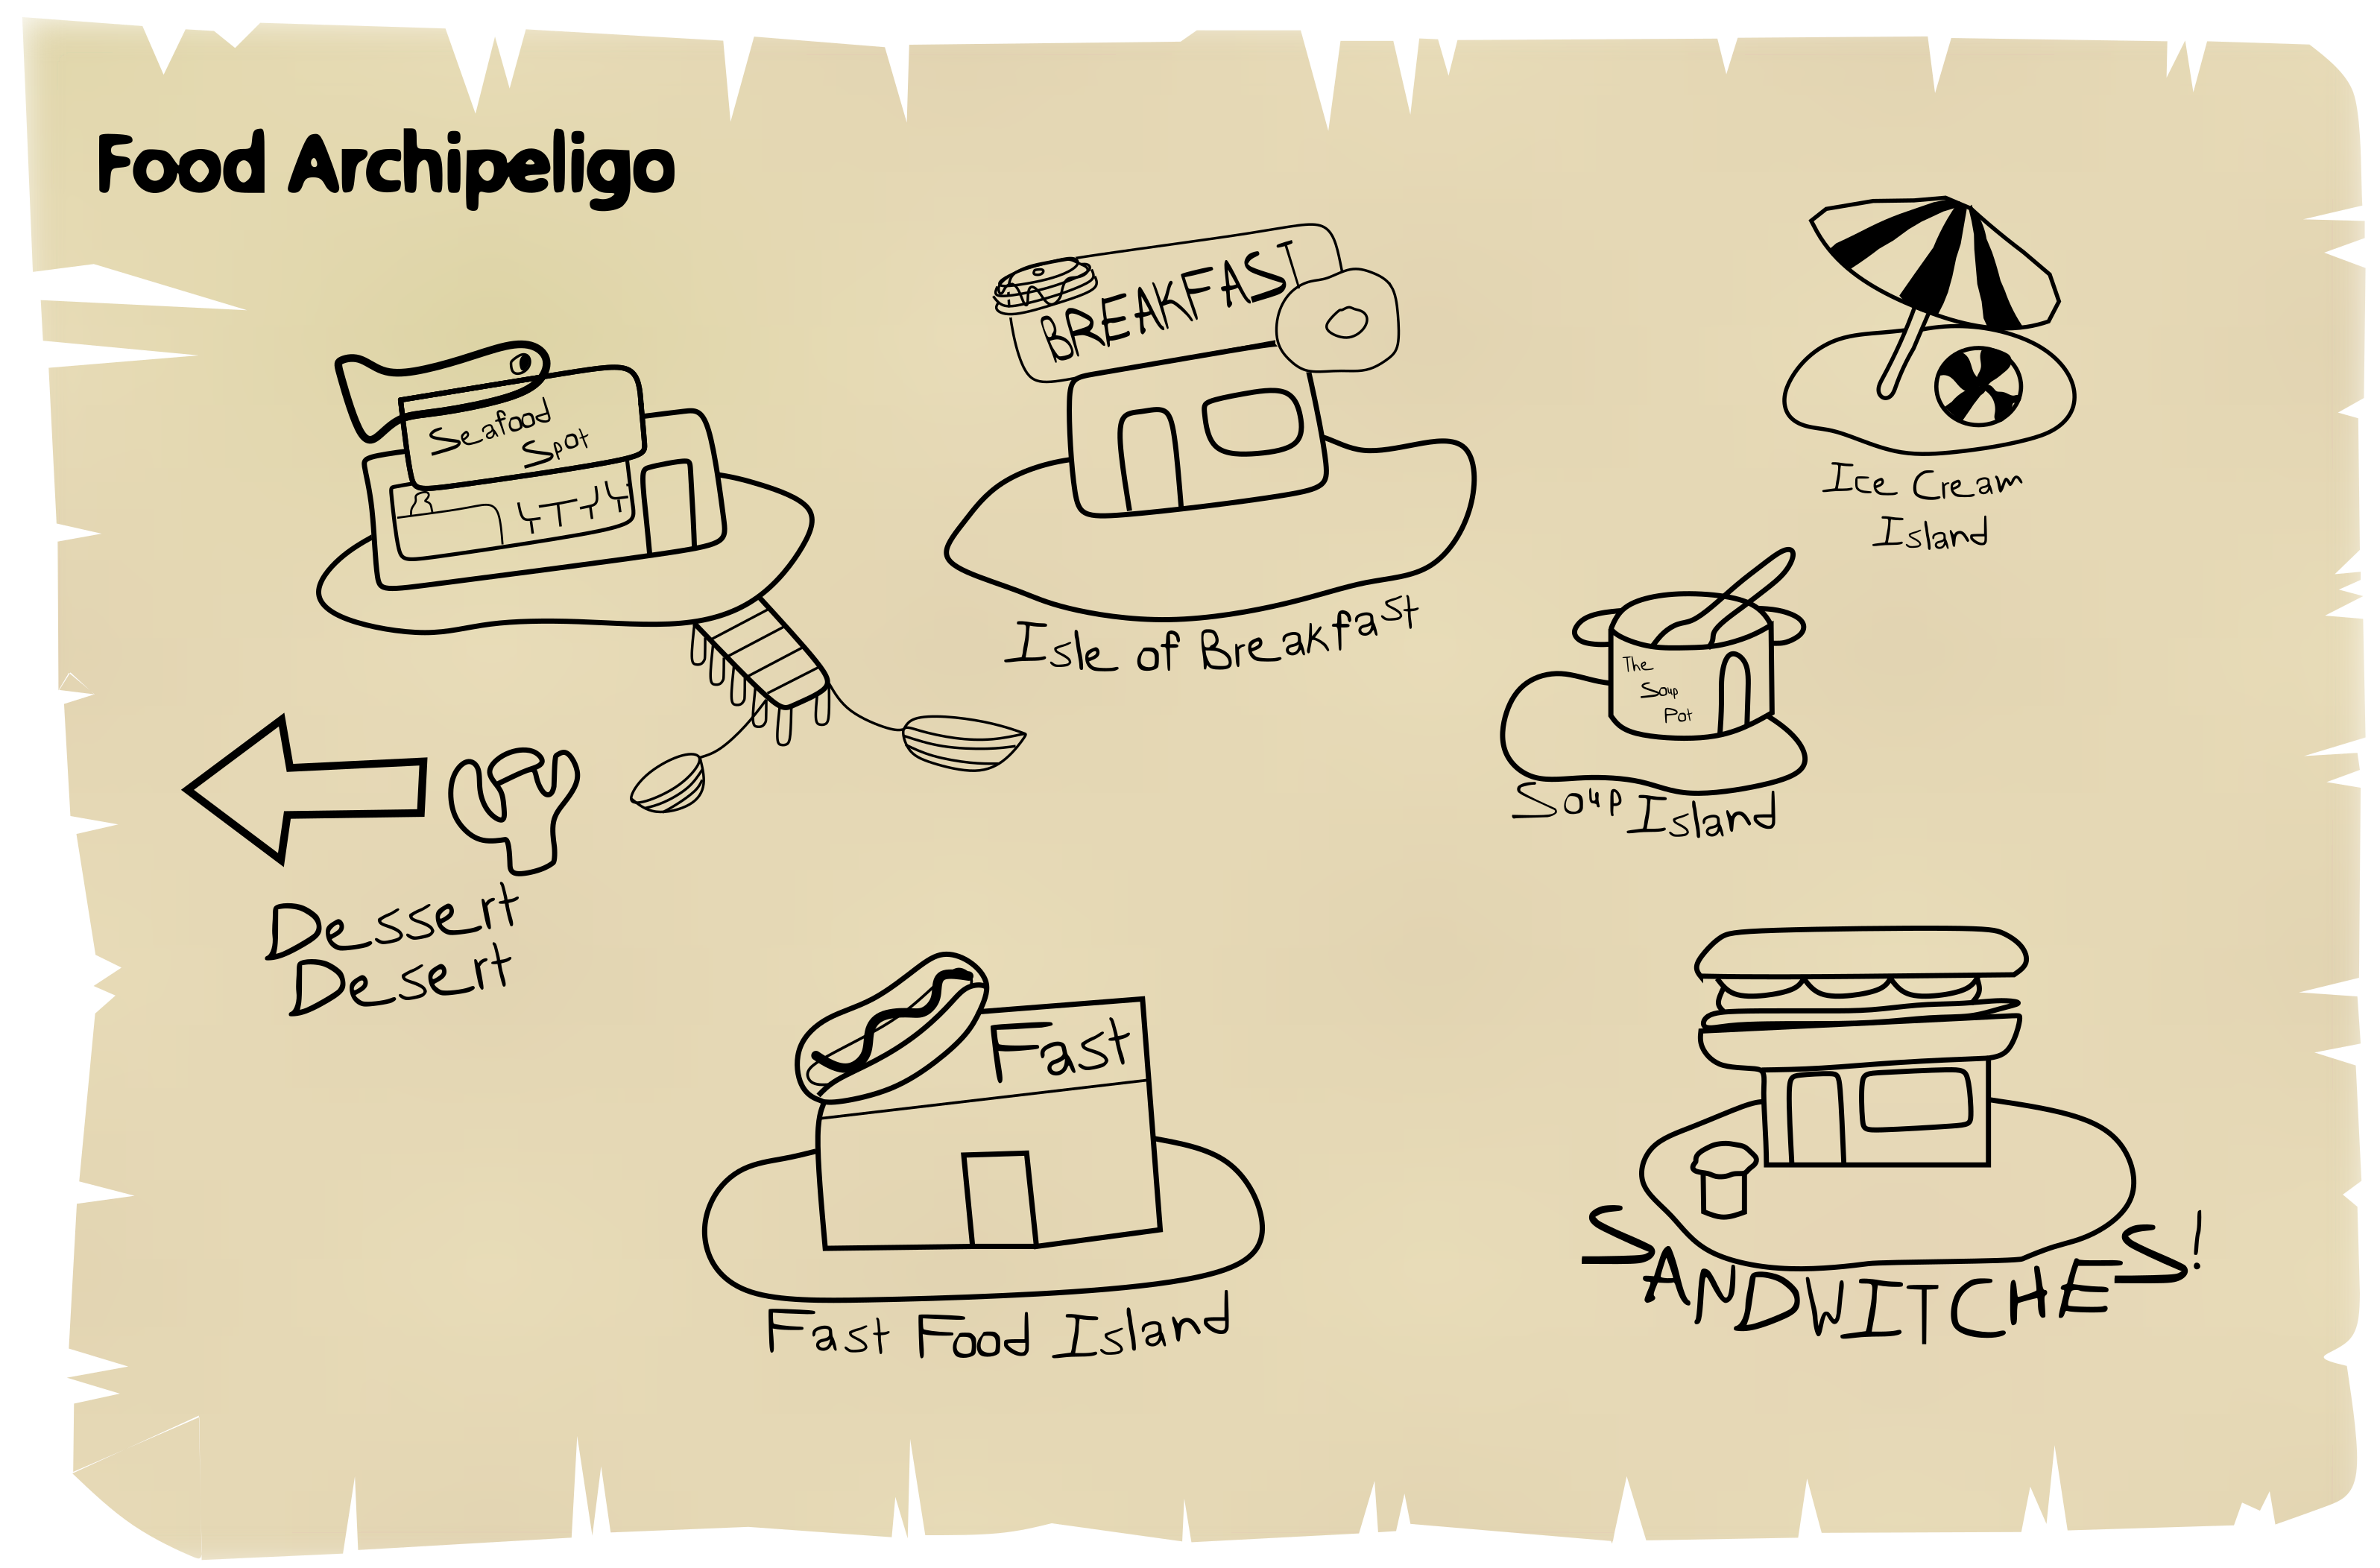 Food Archipeligo
Seafood
Spot
BREAKFAST
Isle of Breakfast
Ice Cream
Island
The
Soup
Pot
Soup Island
Dessert
Desert
Fast
Fast Food Island
SANDWITCHES!